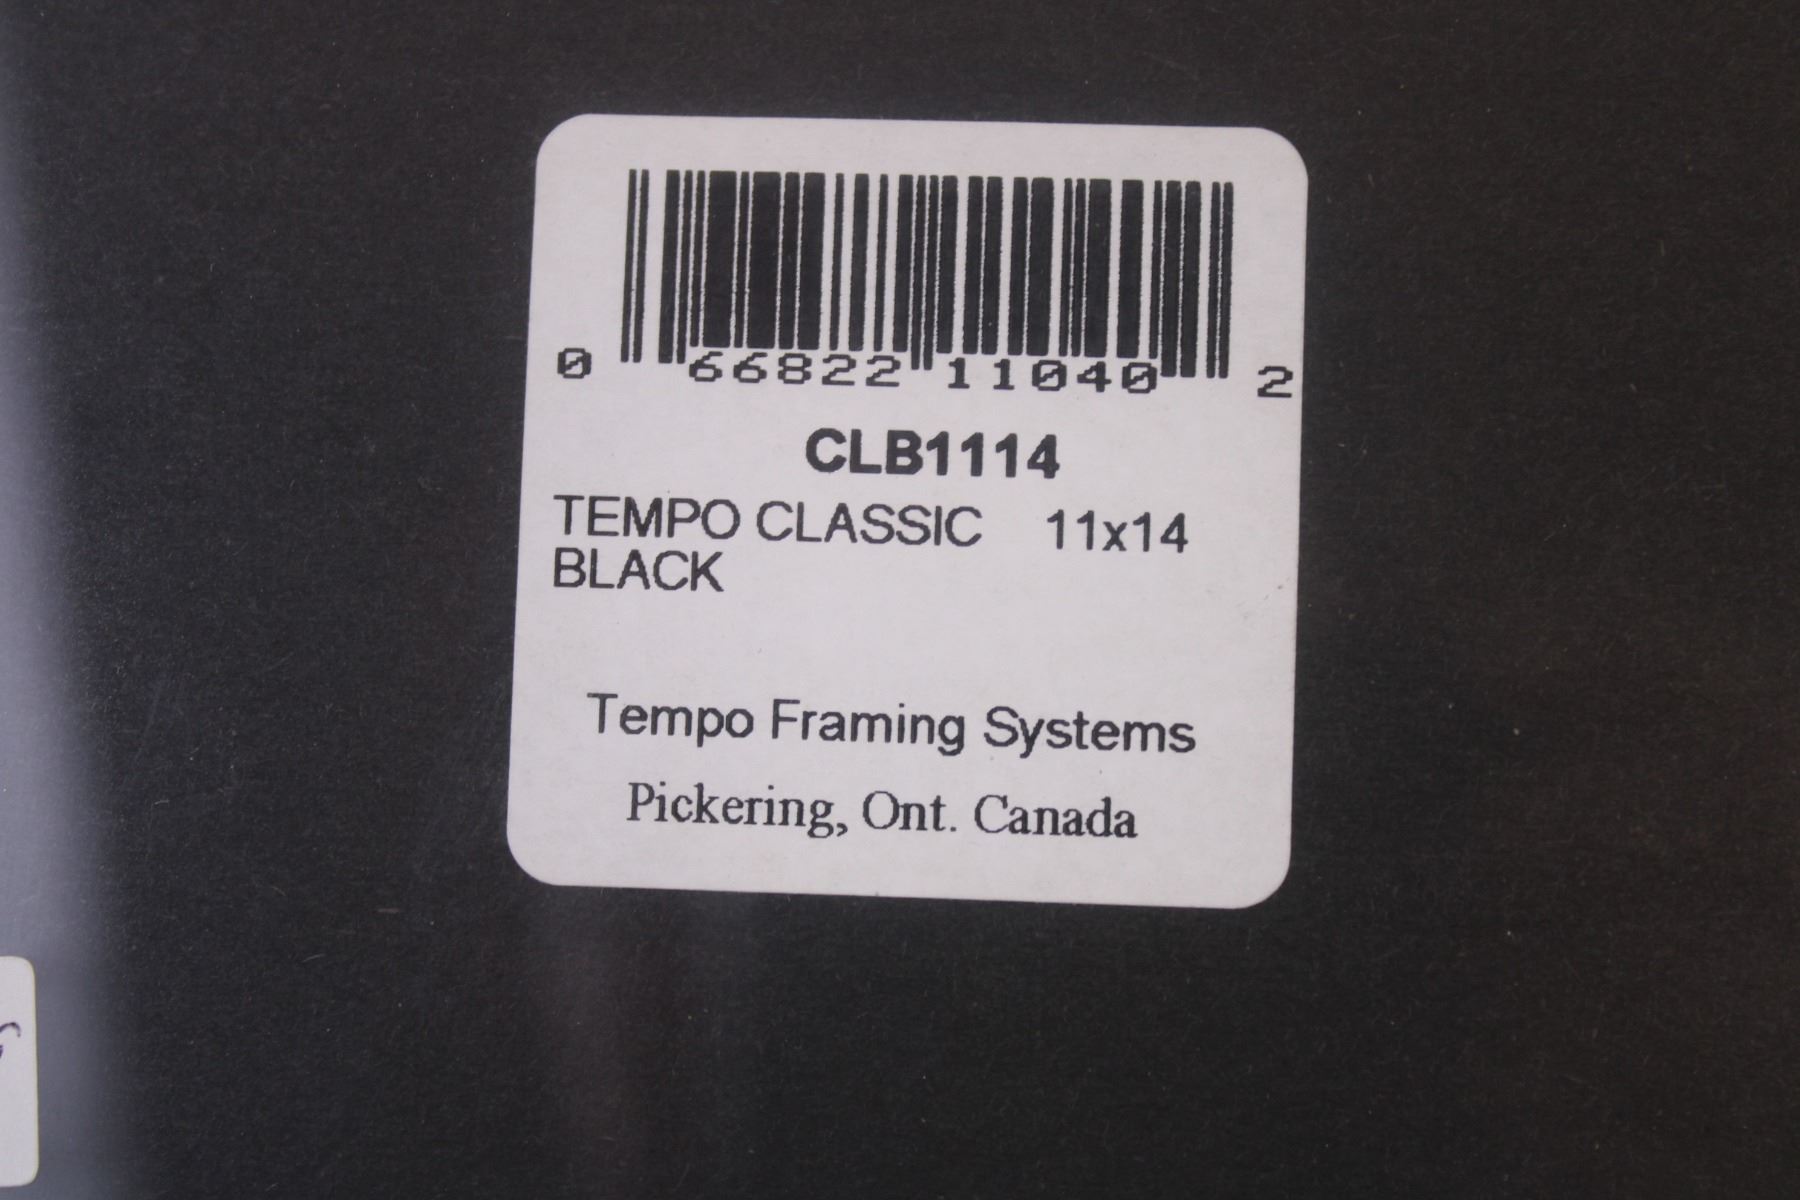 0 66822 11040 2
CLB1114
TEMPO CLASSIC 11x14
BLACK
Tempo Framing Systems
Pickering, Ont. Canada